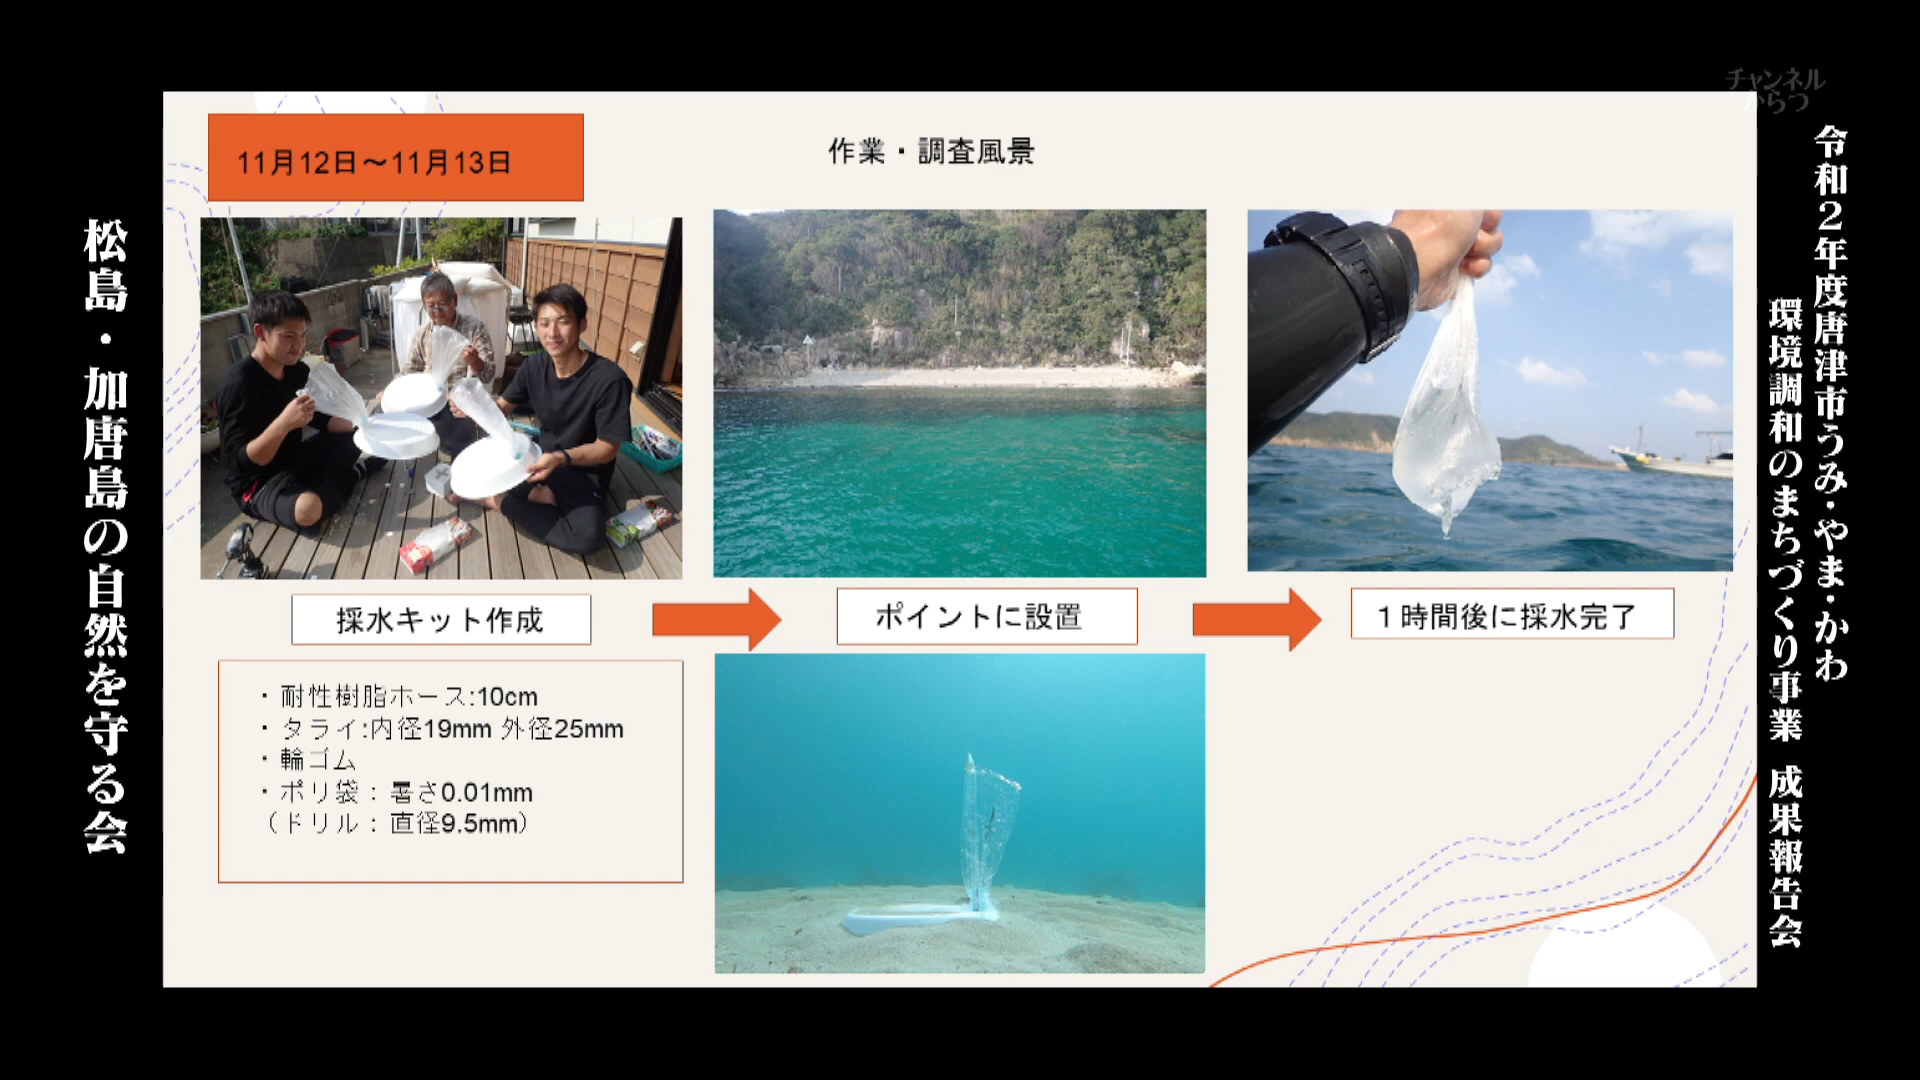 チャンネル
からつ
令和2年度唐津市うみ・やま・かわ
環境調和のまちづくり事業 成果報告会
松島・加唐島の自然を守る会
11月12日～11月13日
作業・調査風景
採水キット作成
ポイントに設置
１時間後に採水完了
・耐性樹脂ホース:10cm
・タライ:内径19mm 外径25mm
・輪ゴム
・ポリ袋：暑さ0.01mm
（ドリル：直径9.5mm）